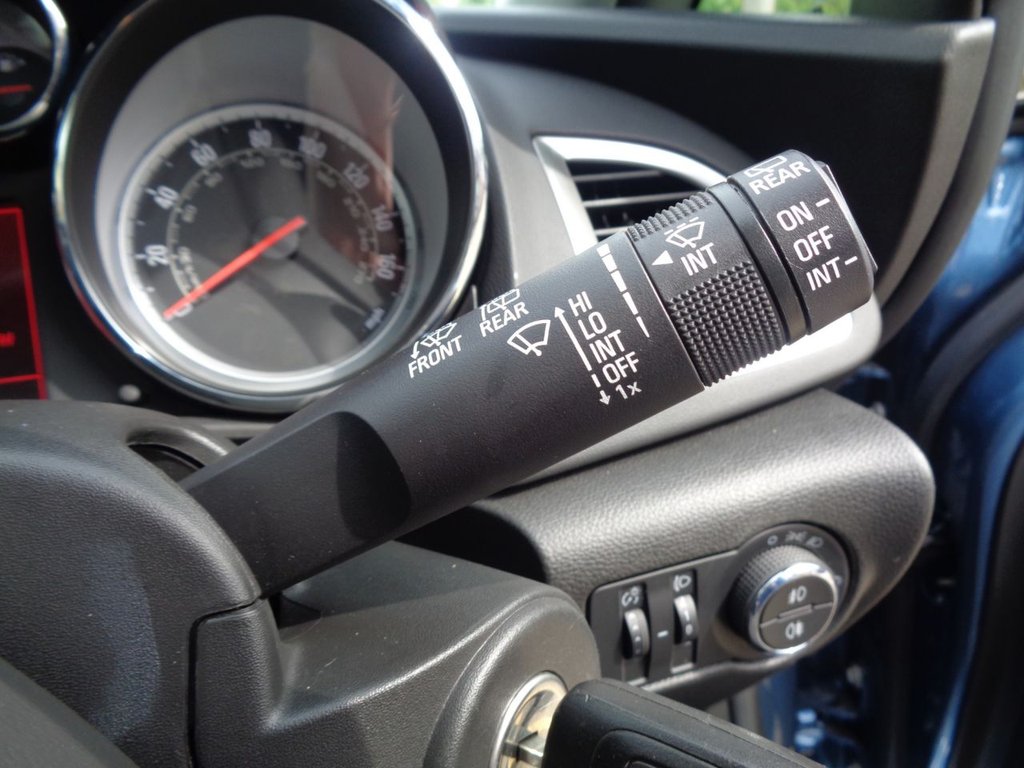 20
40
60
80
100
120
140
160
FRONT
REAR
HI
LO
INT
OFF
1x
INT
REAR
ON
OFF
INT